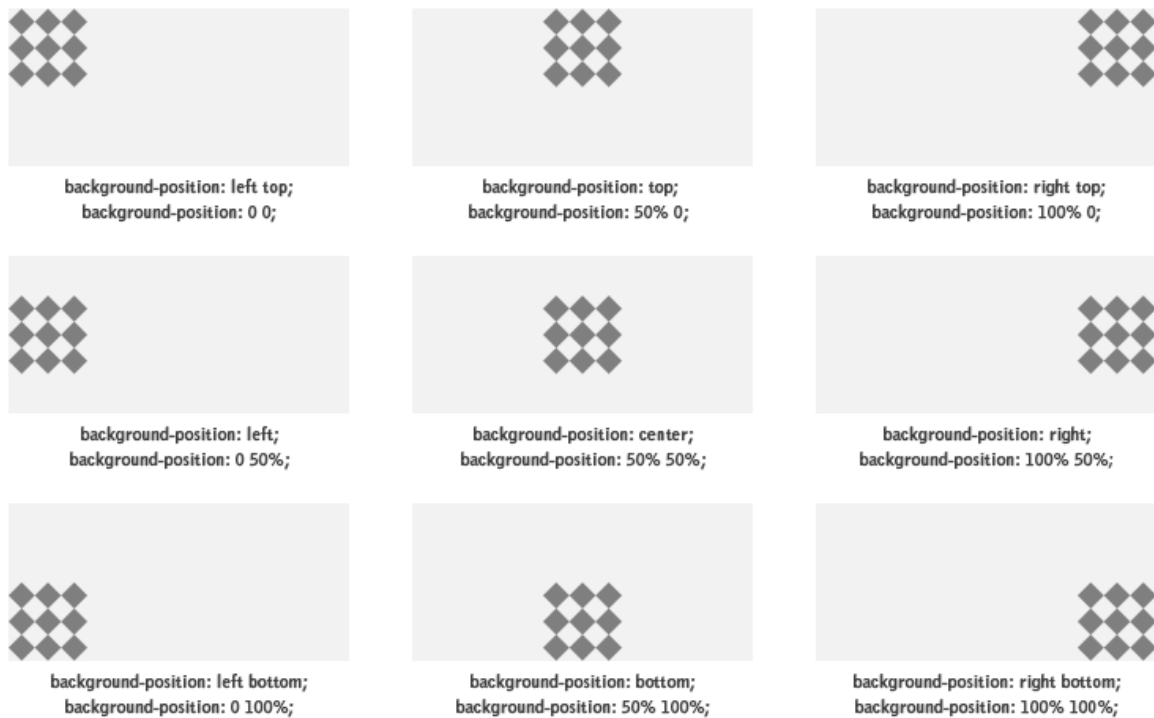 background-position: left top;
background-position: 0 0;
background-position: top;
background-position: 50% 0;
background-position: right top;
background-position: 100% 0;
background-position: left;
background-position: 0 50%;
background-position: center;
background-position: 50% 50%;
background-position: right;
background-position: 100% 50%;
background-position: left bottom;
background-position: 0 100%;
background-position: bottom;
background-position: 50% 100%;
background-position: right bottom;
background-position: 100% 100%;